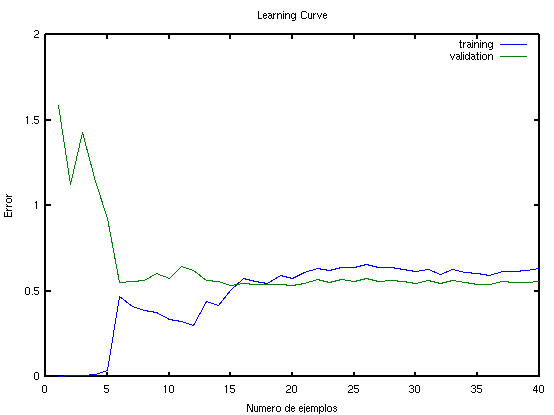 Learning Curve
training
validation
2
1.5
1
0.5
0
Error
0 5 10 15 20 25 30 35 40
Numero de ejemplos